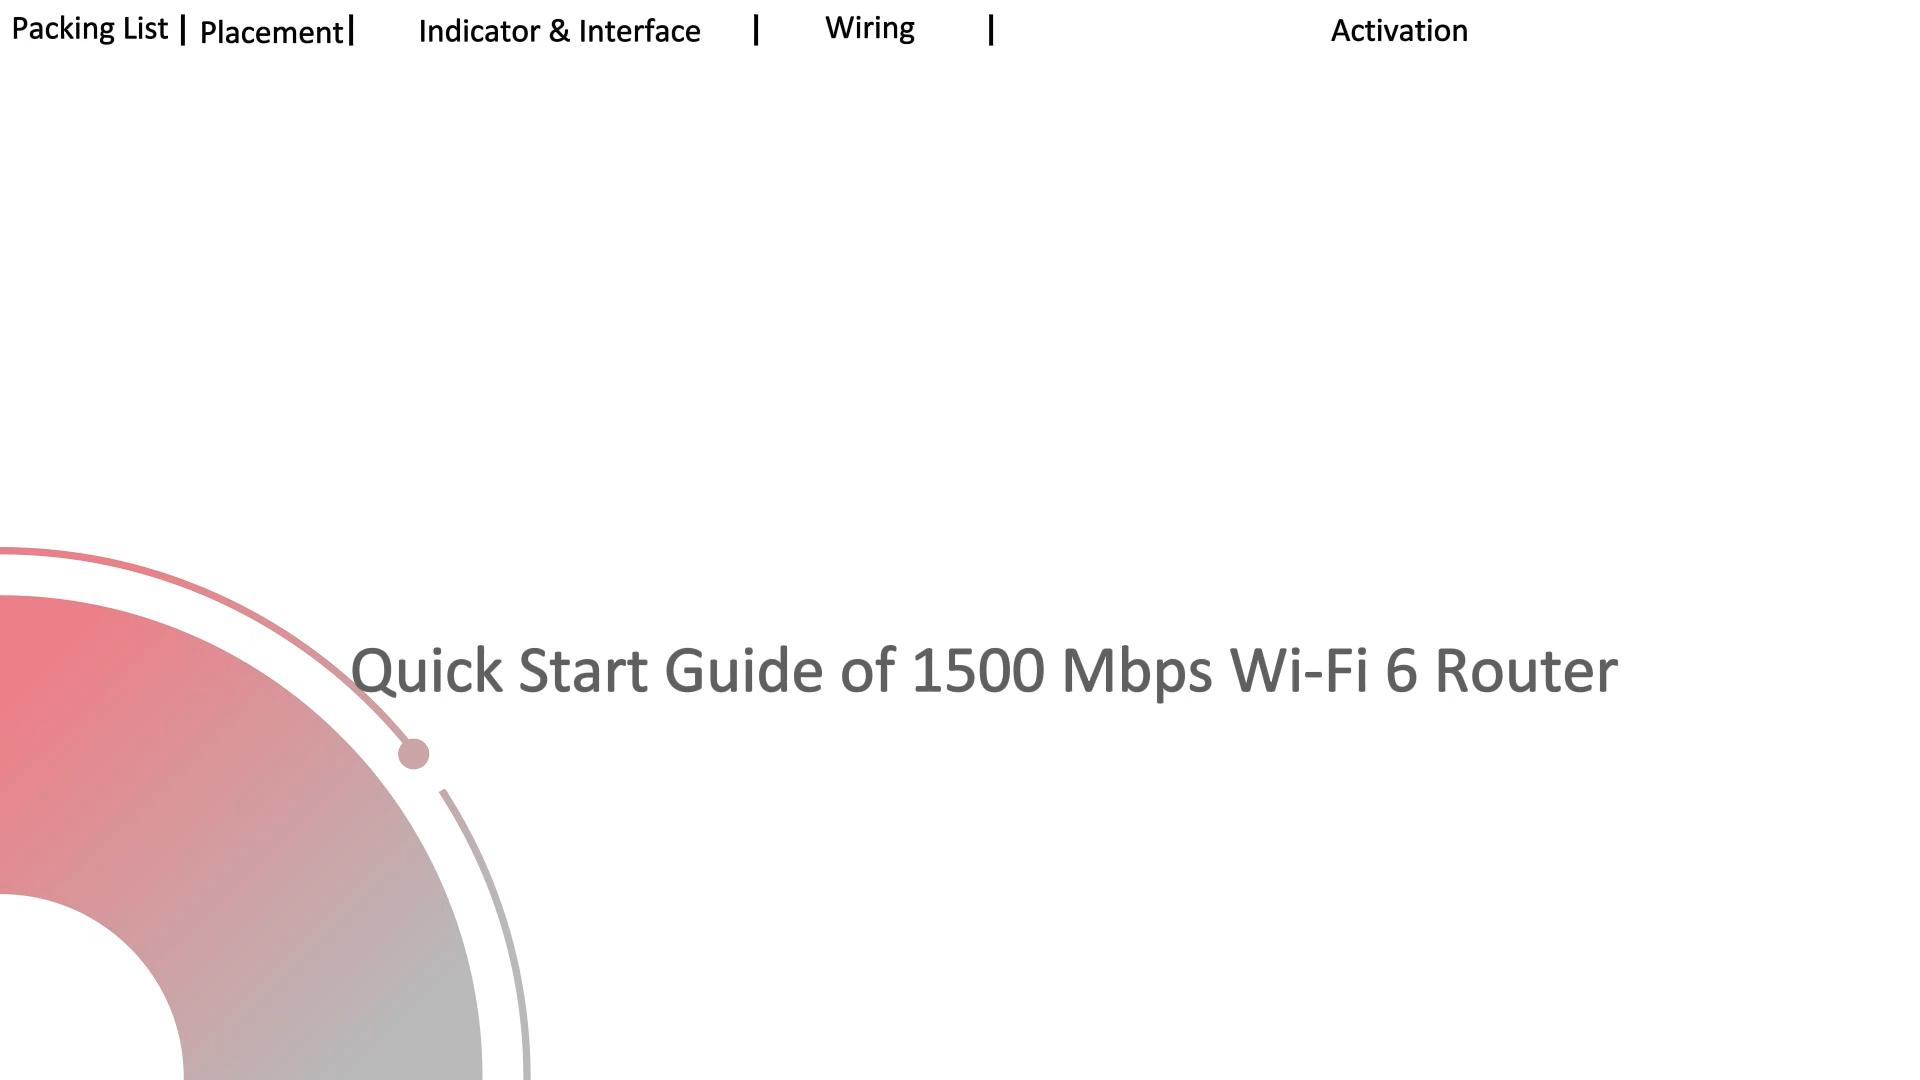 Packing List | Placement | Indicator & Interface | Wiring | Activation
Quick Start Guide of 1500 Mbps Wi-Fi 6 Router